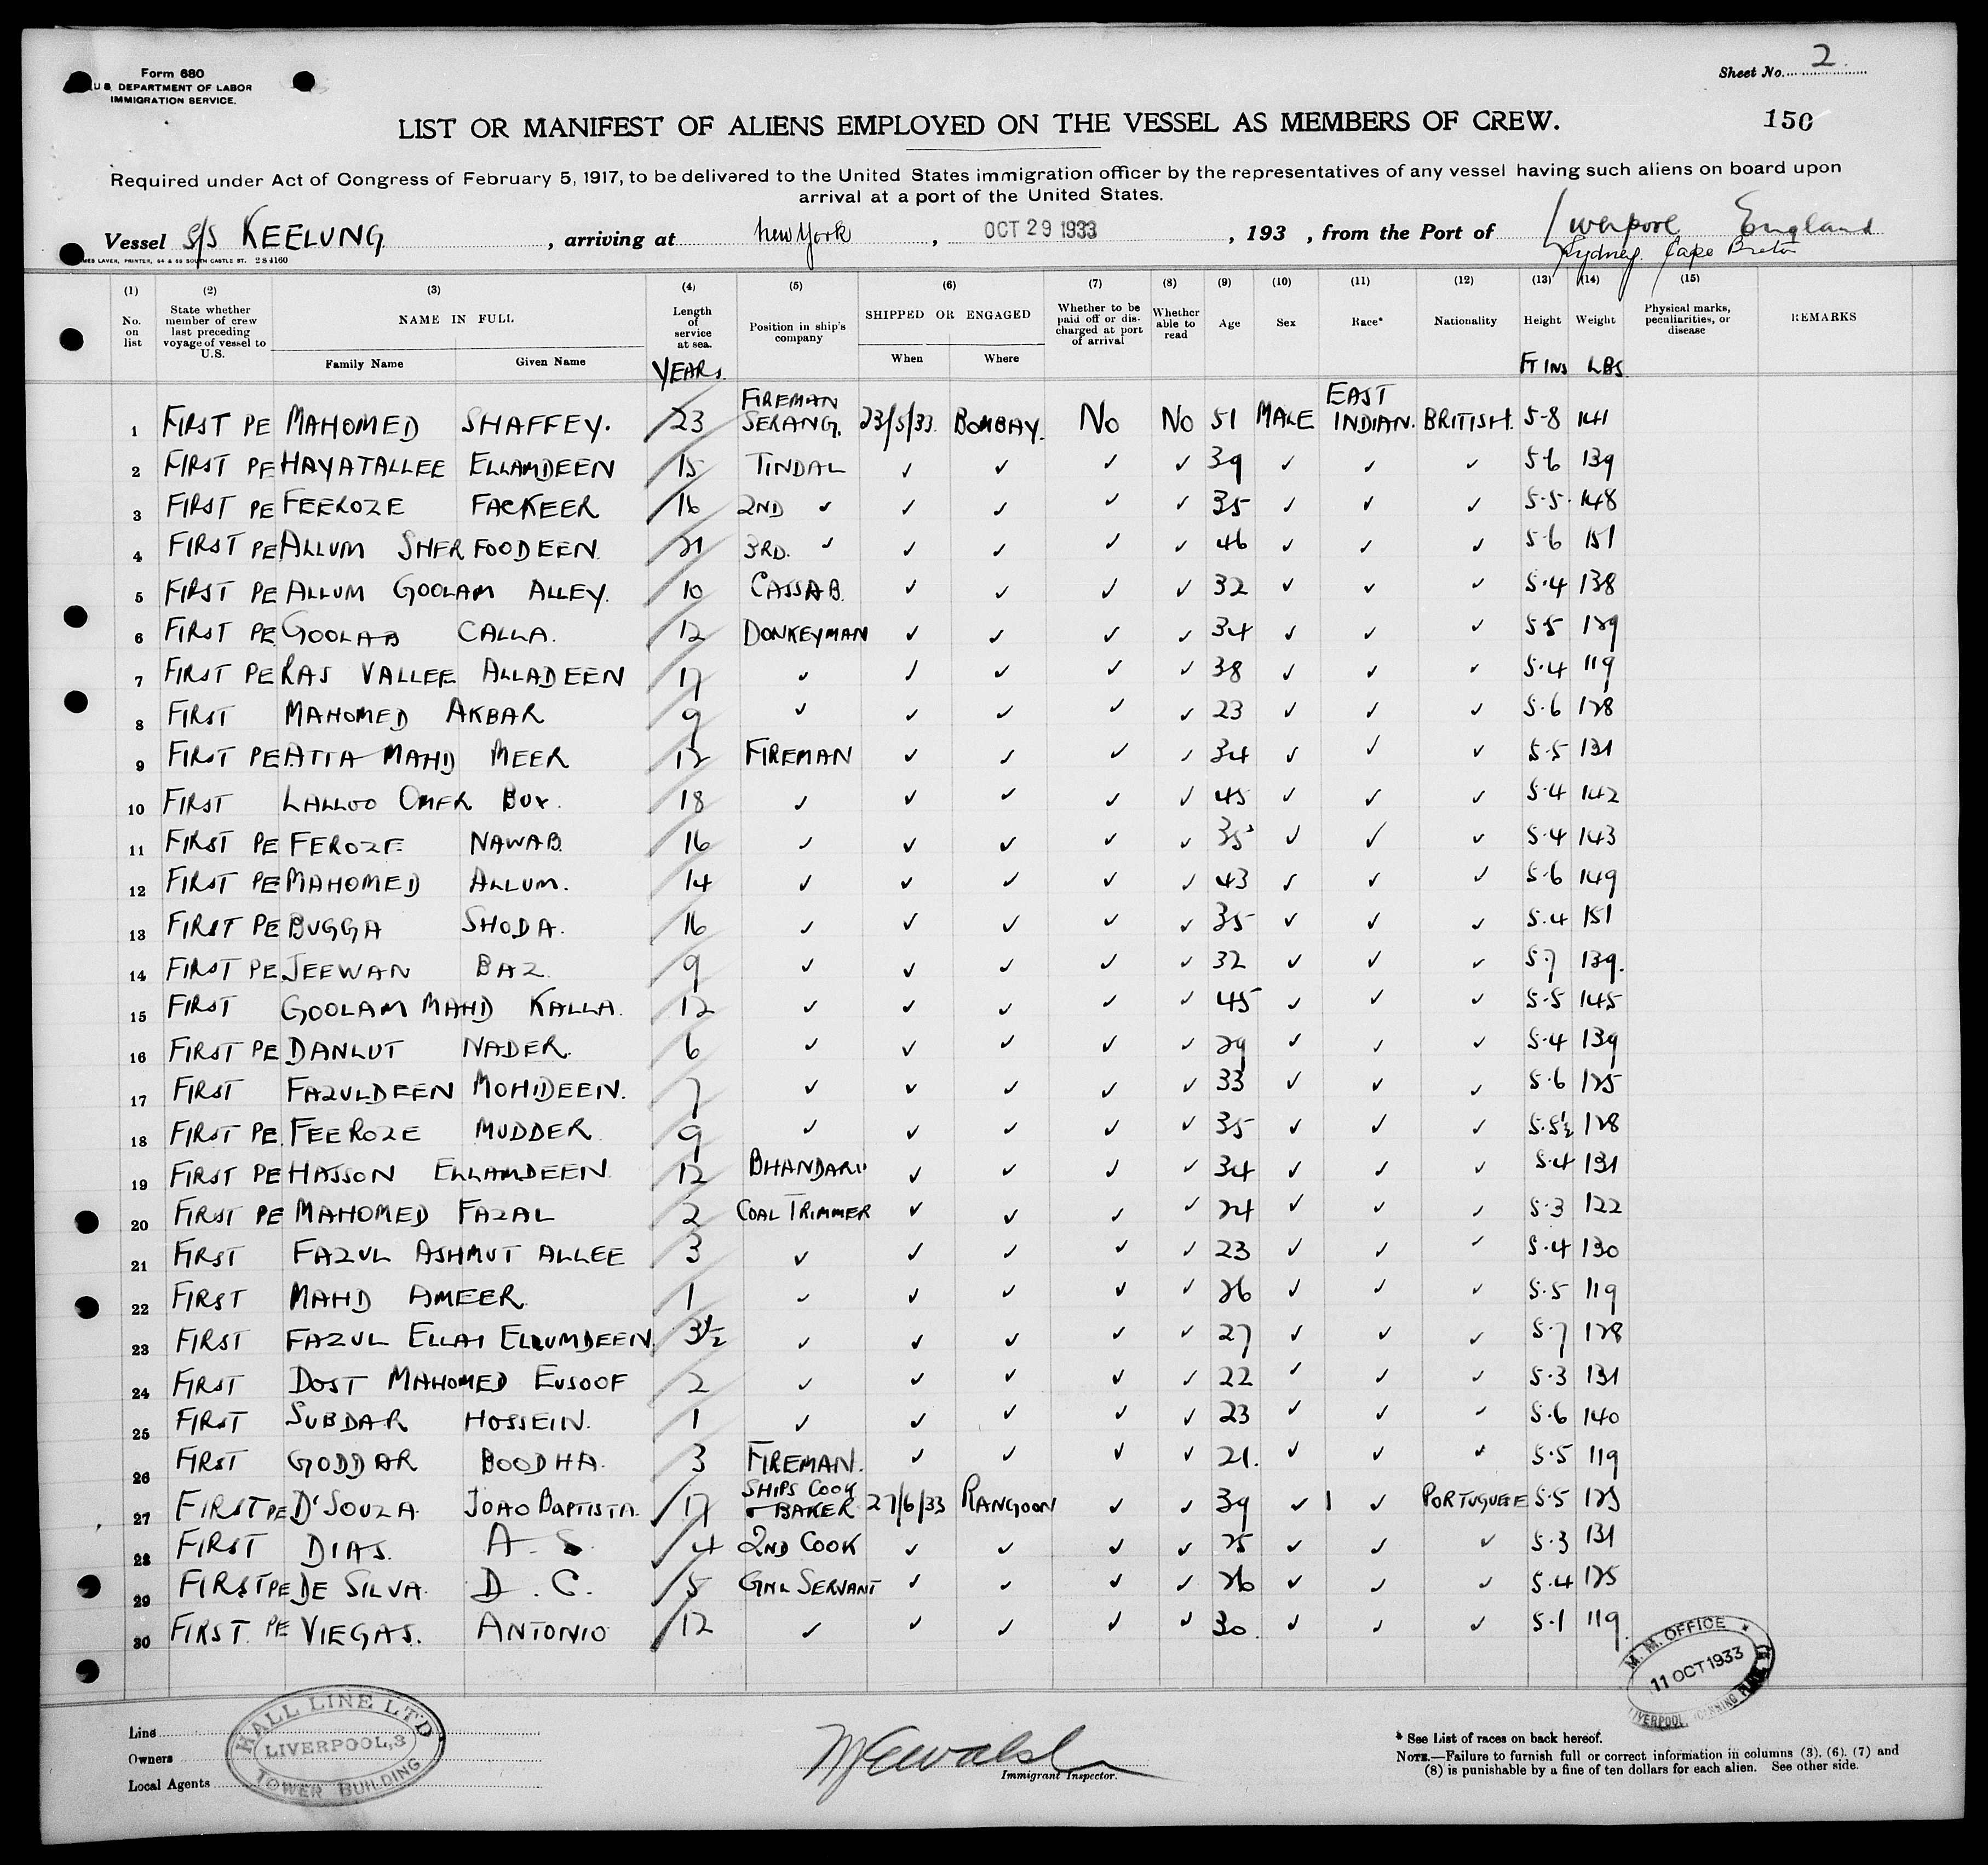 Form 680
U.S. DEPARTMENT OF LABOR
IMMIGRATION SERVICE.
Sheet No. 2
LIST OR MANIFEST OF ALIENS EMPLOYED ON THE VESSEL AS MEMBERS OF CREW.
150
Required under Act of Congress of February 5, 1917, to be delivered to the United States immigration officer by the representatives of any vessel having such aliens on board upon
arrival at a port of the United States.
Vessel S/S KEELUNG, arriving at New York, OCT 29 1933, 193 , from the Port of Liverpool England
Sydney Cape Breton
PRINTER, 64 & 59 SOUTH CASTLE ST. 284160
(1) (2) (3) (4) (5) (6) (7) (8) (9) (10) (11) (12) (13) (14) (15)
No. on list
State whether member of crew last preceding voyage of vessel to U.S.
NAME IN FULL
Family Name Given Name
Length of service at sea.
YEARS.
Position in ship's company
SHIPPED OR ENGAGED
When Where
Whether to be paid off or discharged at port of arrival
Whether able to read
Age
Sex
Race*
Nationality
Height
FT INS
Weight
LBS.
Physical marks, peculiarities, or disease
REMARKS
1 FIRST PE MAHOMED SHAFFEY. 23 FIREMAN SERANG. 23/5/33. BOMBAY. No No 51 MALE EAST INDIAN. BRITISH. 5-8 141
2 FIRST PE HAYATALLEE ELLAMDEEN 15 TINDAL ✓ ✓ ✓ ✓ 39 ✓ ✓ ✓ 5-6 139
3 FIRST PE FEEROZE FACKEER 16 2ND ✓ ✓ ✓ ✓ ✓ 35 ✓ ✓ ✓ 5-5 148
4 FIRST PE ALLUM SHERFOODEEN. 21 3RD. ✓ ✓ ✓ ✓ ✓ 46 ✓ ✓ ✓ 5-6 151
5 FIRST PE ALLUM GOOLAM ALLEY. 10 CASSAB. ✓ ✓ ✓ ✓ 32 ✓ ✓ ✓ 5.4 138
6 FIRST PE GOOLAB CALLA. 12 DONKEYMAN ✓ ✓ ✓ ✓ 34 ✓ ✓ ✓ 5-5 129
7 FIRST PE RAS VALLEE ALLADEEN 17 ✓ ✓ ✓ ✓ ✓ 38 ✓ ✓ ✓ 5.4 119
8 FIRST MAHOMED AKBAR 9 ✓ ✓ ✓ ✓ ✓ 23 ✓ ✓ ✓ 5.6 128
9 FIRST PE ATTA MAHD MEER 12 FIREMAN ✓ ✓ ✓ ✓ 34 ✓ ✓ ✓ 5.5 131
10 FIRST LALLOO OMER BUX. 18 ✓ ✓ ✓ ✓ ✓ 45 ✓ ✓ ✓ 5.4 142
11 FIRST PE FEROZE NAWAB. 16 ✓ ✓ ✓ ✓ ✓ 35 ✓ ✓ ✓ 5.4 143
12 FIRST PE MAHOMED ALLUM. 14 ✓ ✓ ✓ ✓ ✓ 43 ✓ ✓ ✓ 5.6 149
13 FIRST PE BUGGA SHODA. 16 ✓ ✓ ✓ ✓ ✓ 35 ✓ ✓ ✓ 5.4 151
14 FIRST PE JEEWAN BAZ. 9 ✓ ✓ ✓ ✓ ✓ 32 ✓ ✓ ✓ 5.7 139.
15 FIRST GOOLAM MAHD KALLA. 12 ✓ ✓ ✓ ✓ ✓ 45 ✓ ✓ ✓ 5-5 145
16 FIRST PE DANLUT NADER. 6 ✓ ✓ ✓ ✓ ✓ 29 ✓ ✓ ✓ 5.4 139
17 FIRST FAZULDEEN MOHIDEEN. 7 ✓ ✓ ✓ ✓ ✓ 33 ✓ ✓ ✓ 5.6 125
18 FIRST PE. FEEROZE MUDDER 9 ✓ ✓ ✓ ✓ ✓ 35 ✓ ✓ ✓ 5.5½ 128
19 FIRST PE HASSON ELLAMDEEN 12 BHANDARI ✓ ✓ ✓ ✓ 34 ✓ ✓ ✓ 5.4 131
20 FIRST PE MAHOMED FAZAL 2 COAL TRIMMER ✓ ✓ ✓ ✓ 24 ✓ ✓ ✓ 5.3 122
21 FIRST FAZUL ASHMUT ALLEE 3 ✓ ✓ ✓ ✓ ✓ 23 ✓ ✓ ✓ 5.4 130
22 FIRST MAHD AMEER. 1 ✓ ✓ ✓ ✓ ✓ 26 ✓ ✓ ✓ 5.5 119
23 FIRST FAZUL ELLAI ELLUMDEEN. 3½ ✓ ✓ ✓ ✓ ✓ 27 ✓ ✓ ✓ 5.7 128
24 FIRST DOST MAHOMED EUSOOF 2 ✓ ✓ ✓ ✓ ✓ 22 ✓ ✓ ✓ 5.3 131
25 FIRST SUBDAR HOSSEIN. 1 ✓ ✓ ✓ ✓ ✓ 23 ✓ ✓ ✓ 5.6 140
26 FIRST GODDAR BOODHA. 3 FIREMAN. ✓ ✓ ✓ ✓ 21. ✓ ✓ ✓ 5.5 119
27 FIRST PE D'SOUZA. JOAO BAPTISTA. 17 SHIPS COOK & BAKER 27/6/33 RANGOON ✓ ✓ 39 ✓ ✓ PORTUGUESE 5.5 125
28 FIRST DIAS. A. S. 4 2ND COOK ✓ ✓ ✓ ✓ 25 ✓ ✓ ✓ 5.3 131
29 FIRST PE DE SILVA. D. C. 5 GNL SERVANT ✓ ✓ ✓ ✓ 26 ✓ ✓ ✓ 5.4 125
30 FIRST. PE VIEGAS. ANTONIO 12 ✓ ✓ ✓ ✓ ✓ 30. ✓ ✓ ✓ 5.1 119.
M. M. OFFICE
11 OCT 1933
LIVERPOOL, CANNING PLACE
Line
Owners
Local Agents
HALL LINE LTD
LIVERPOOL, 3
TOWER BUILDING
Immigrant Inspector.
* See List of races on back hereof.
NOTE.—Failure to furnish full or correct information in columns (3), (6), (7) and
(8) is punishable by a fine of ten dollars for each alien. See other side.